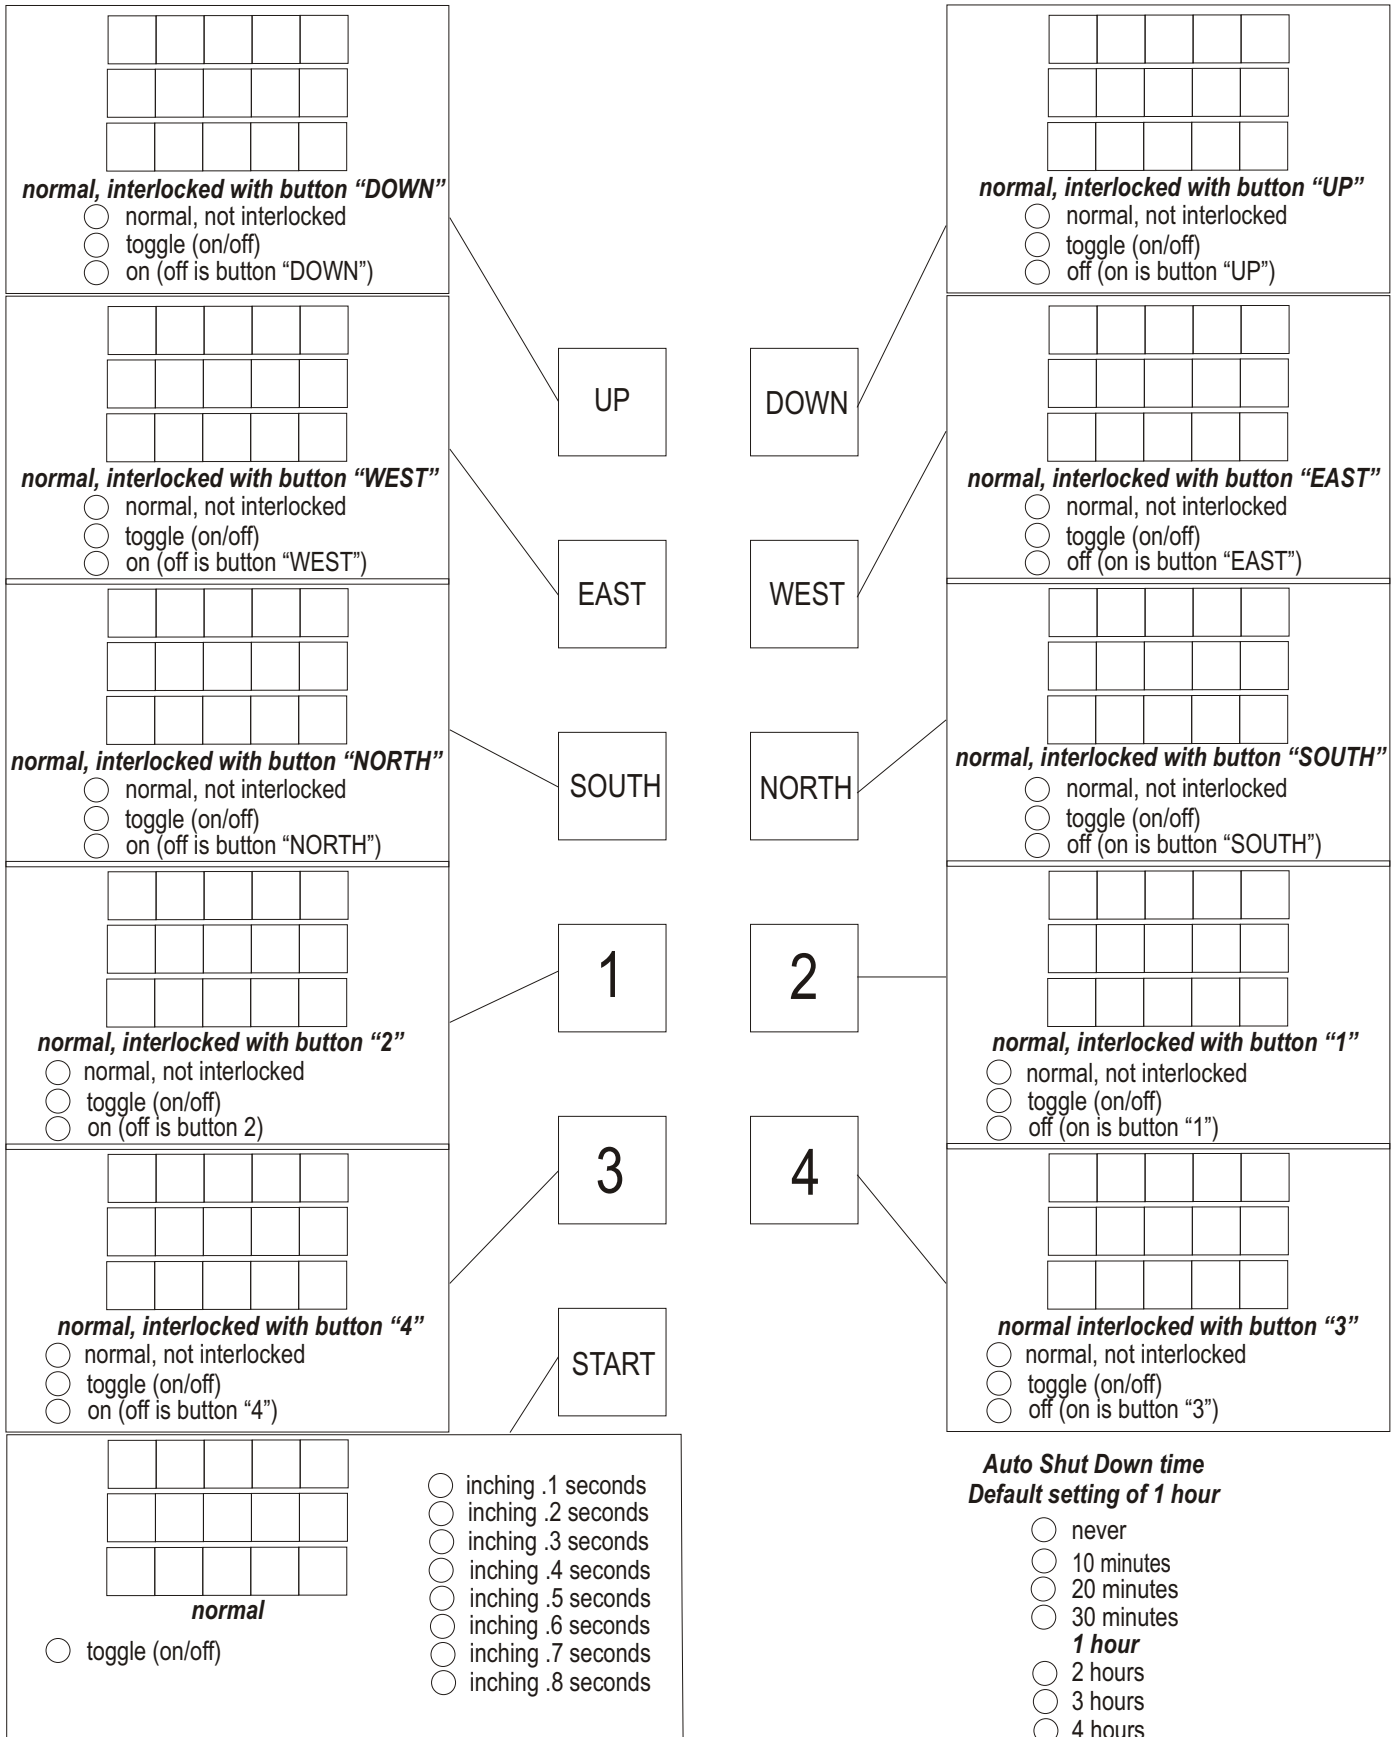 normal, interlocked with button “DOWN”
normal, not interlocked
toggle (on/off)
on (off is button “DOWN”)
normal, interlocked with button “UP”
normal, not interlocked
toggle (on/off)
off (on is button “UP”)
UP
DOWN
normal, interlocked with button “WEST”
normal, not interlocked
toggle (on/off)
on (off is button “WEST”)
normal, interlocked with button “EAST”
normal, not interlocked
toggle (on/off)
off (on is button “EAST”)
EAST
WEST
normal, interlocked with button “NORTH”
normal, not interlocked
toggle (on/off)
on (off is button “NORTH”)
normal, interlocked with button “SOUTH”
normal, not interlocked
toggle (on/off)
off (on is button “SOUTH”)
SOUTH
NORTH
1
2
normal, interlocked with button “2”
normal, not interlocked
toggle (on/off)
on (off is button 2)
normal, interlocked with button “1”
normal, not interlocked
toggle (on/off)
off (on is button “1”)
3
4
normal, interlocked with button “4”
normal, not interlocked
toggle (on/off)
on (off is button “4”)
normal interlocked with button “3”
normal, not interlocked
toggle (on/off)
off (on is button “3”)
START
normal
toggle (on/off)
inching .1 seconds
inching .2 seconds
inching .3 seconds
inching .4 seconds
inching .5 seconds
inching .6 seconds
inching .7 seconds
inching .8 seconds
Auto Shut Down time
Default setting of 1 hour
never
10 minutes
20 minutes
30 minutes
1 hour
2 hours
3 hours
4 hours